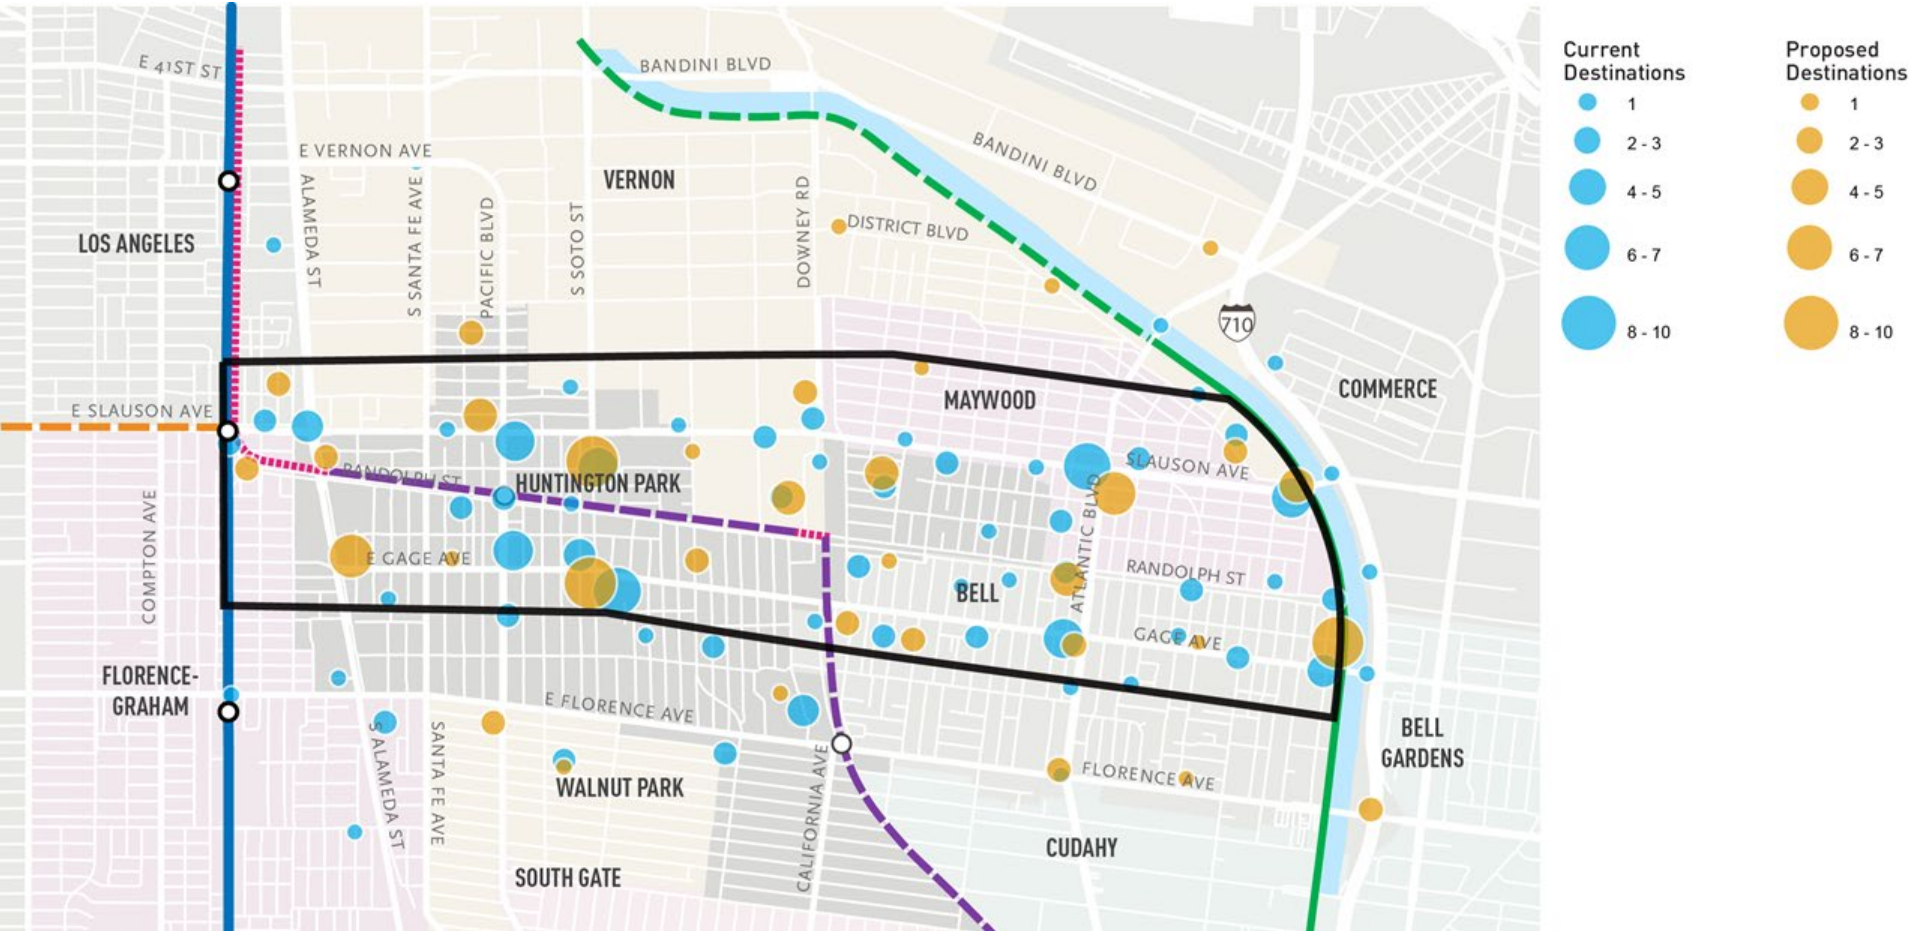 Current
Destinations
1
2 - 3
4 - 5
6 - 7
8 - 10
Proposed
Destinations
1
2 - 3
4 - 5
6 - 7
8 - 10
E 41ST ST
BANDINI BLVD
BANDINI BLVD
E VERNON AVE
VERNON
ALAMEDA ST
S SANTA FE AVE
PACIFIC BLVD
S SOTO ST
DOWNEY RD
DISTRICT BLVD
LOS ANGELES
710
COMMERCE
MAYWOOD
E SLAUSON AVE
SLAUSON AVE
RANDOLPH ST
HUNTINGTON PARK
ATLANTIC BLVD
COMPTON AVE
E GAGE AVE
RANDOLPH ST
BELL
GAGE AVE
FLORENCE-
GRAHAM
E FLORENCE AVE
BELL
GARDENS
S ALAMEDA ST
SANTA FE AVE
WALNUT PARK
CALIFORNIA AVE
FLORENCE AVE
CUDAHY
SOUTH GATE